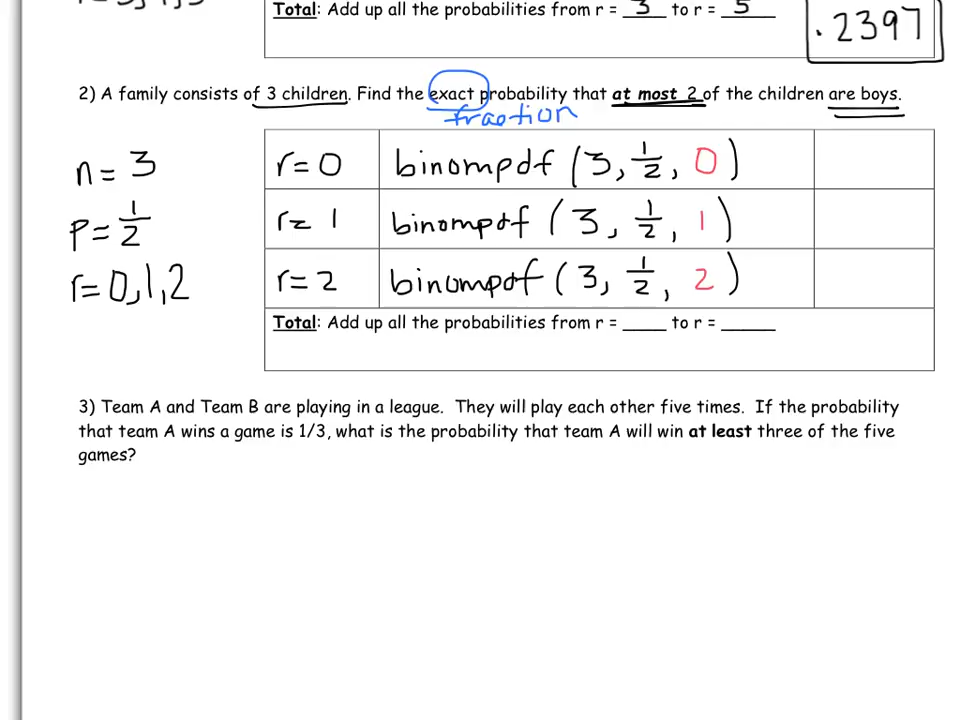 Total: Add up all the probabilities from r = 3 to r = 5
.2397
2) A family consists of 3 children. Find the exact probability that at most 2 of the children are boys.
fraction
n = 3
p = 1/2
r = 0, 1, 2
r = 0 binompdf (3, 1/2, 0)
r = 1 binompdf (3, 1/2, 1)
r = 2 binompdf (3, 1/2, 2)
Total: Add up all the probabilities from r = _____ to r = ______
3) Team A and Team B are playing in a league. They will play each other five times. If the probability
that team A wins a game is 1/3, what is the probability that team A will win at least three of the five
games?